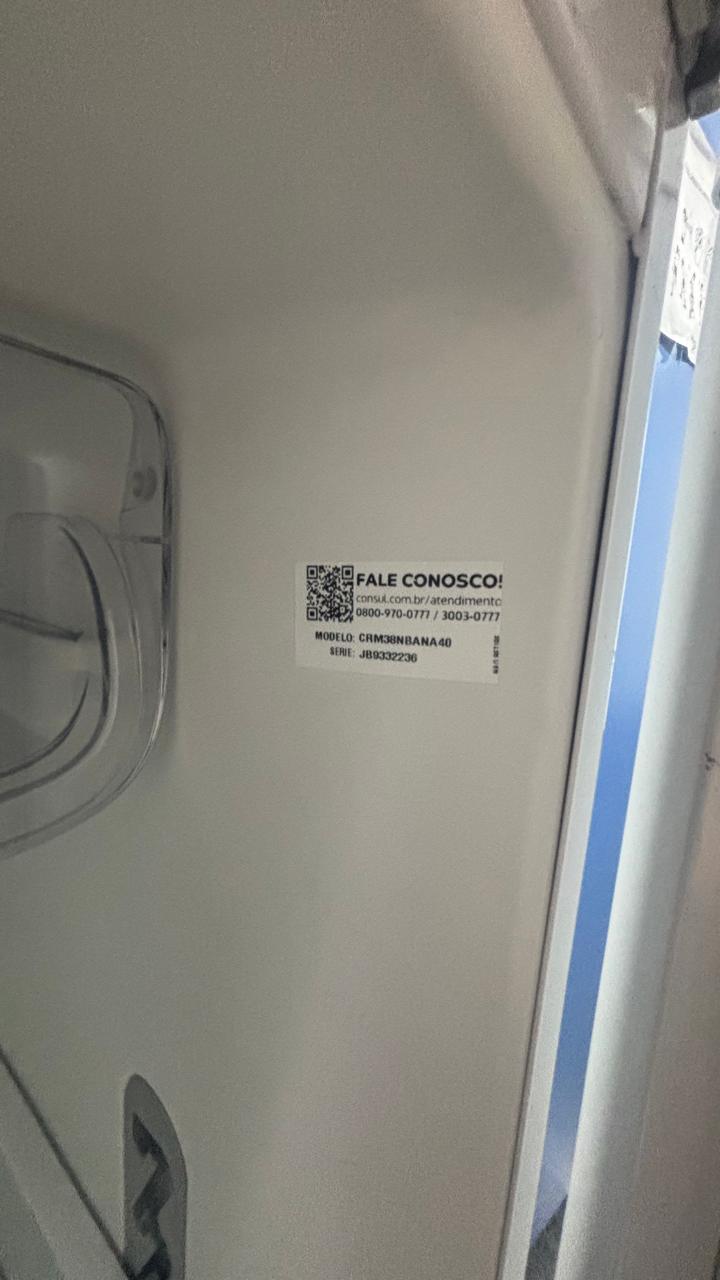 FALE CONOSCO!
consul.com.br/atendimento
0800-970-0777 / 3003-0777
MODELO: CRM38NBANA40
SERIE: JB9332236